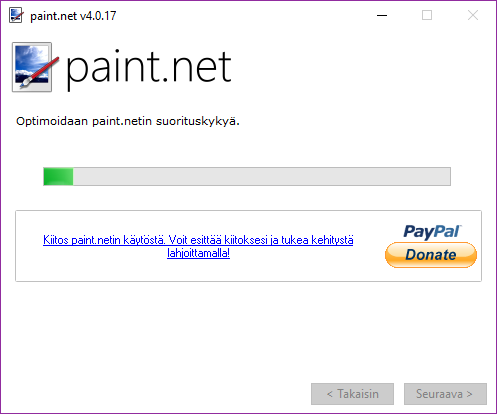 paint.net v4.0.17
paint.net
Optimoidaan paint.netin suorituskykyä.
Kiitos paint.netin käytöstä. Voit esittää kiitoksesi ja tukea kehitystä
lahjoittamalla!
PayPal
Donate
< Takaisin
Seuraava >